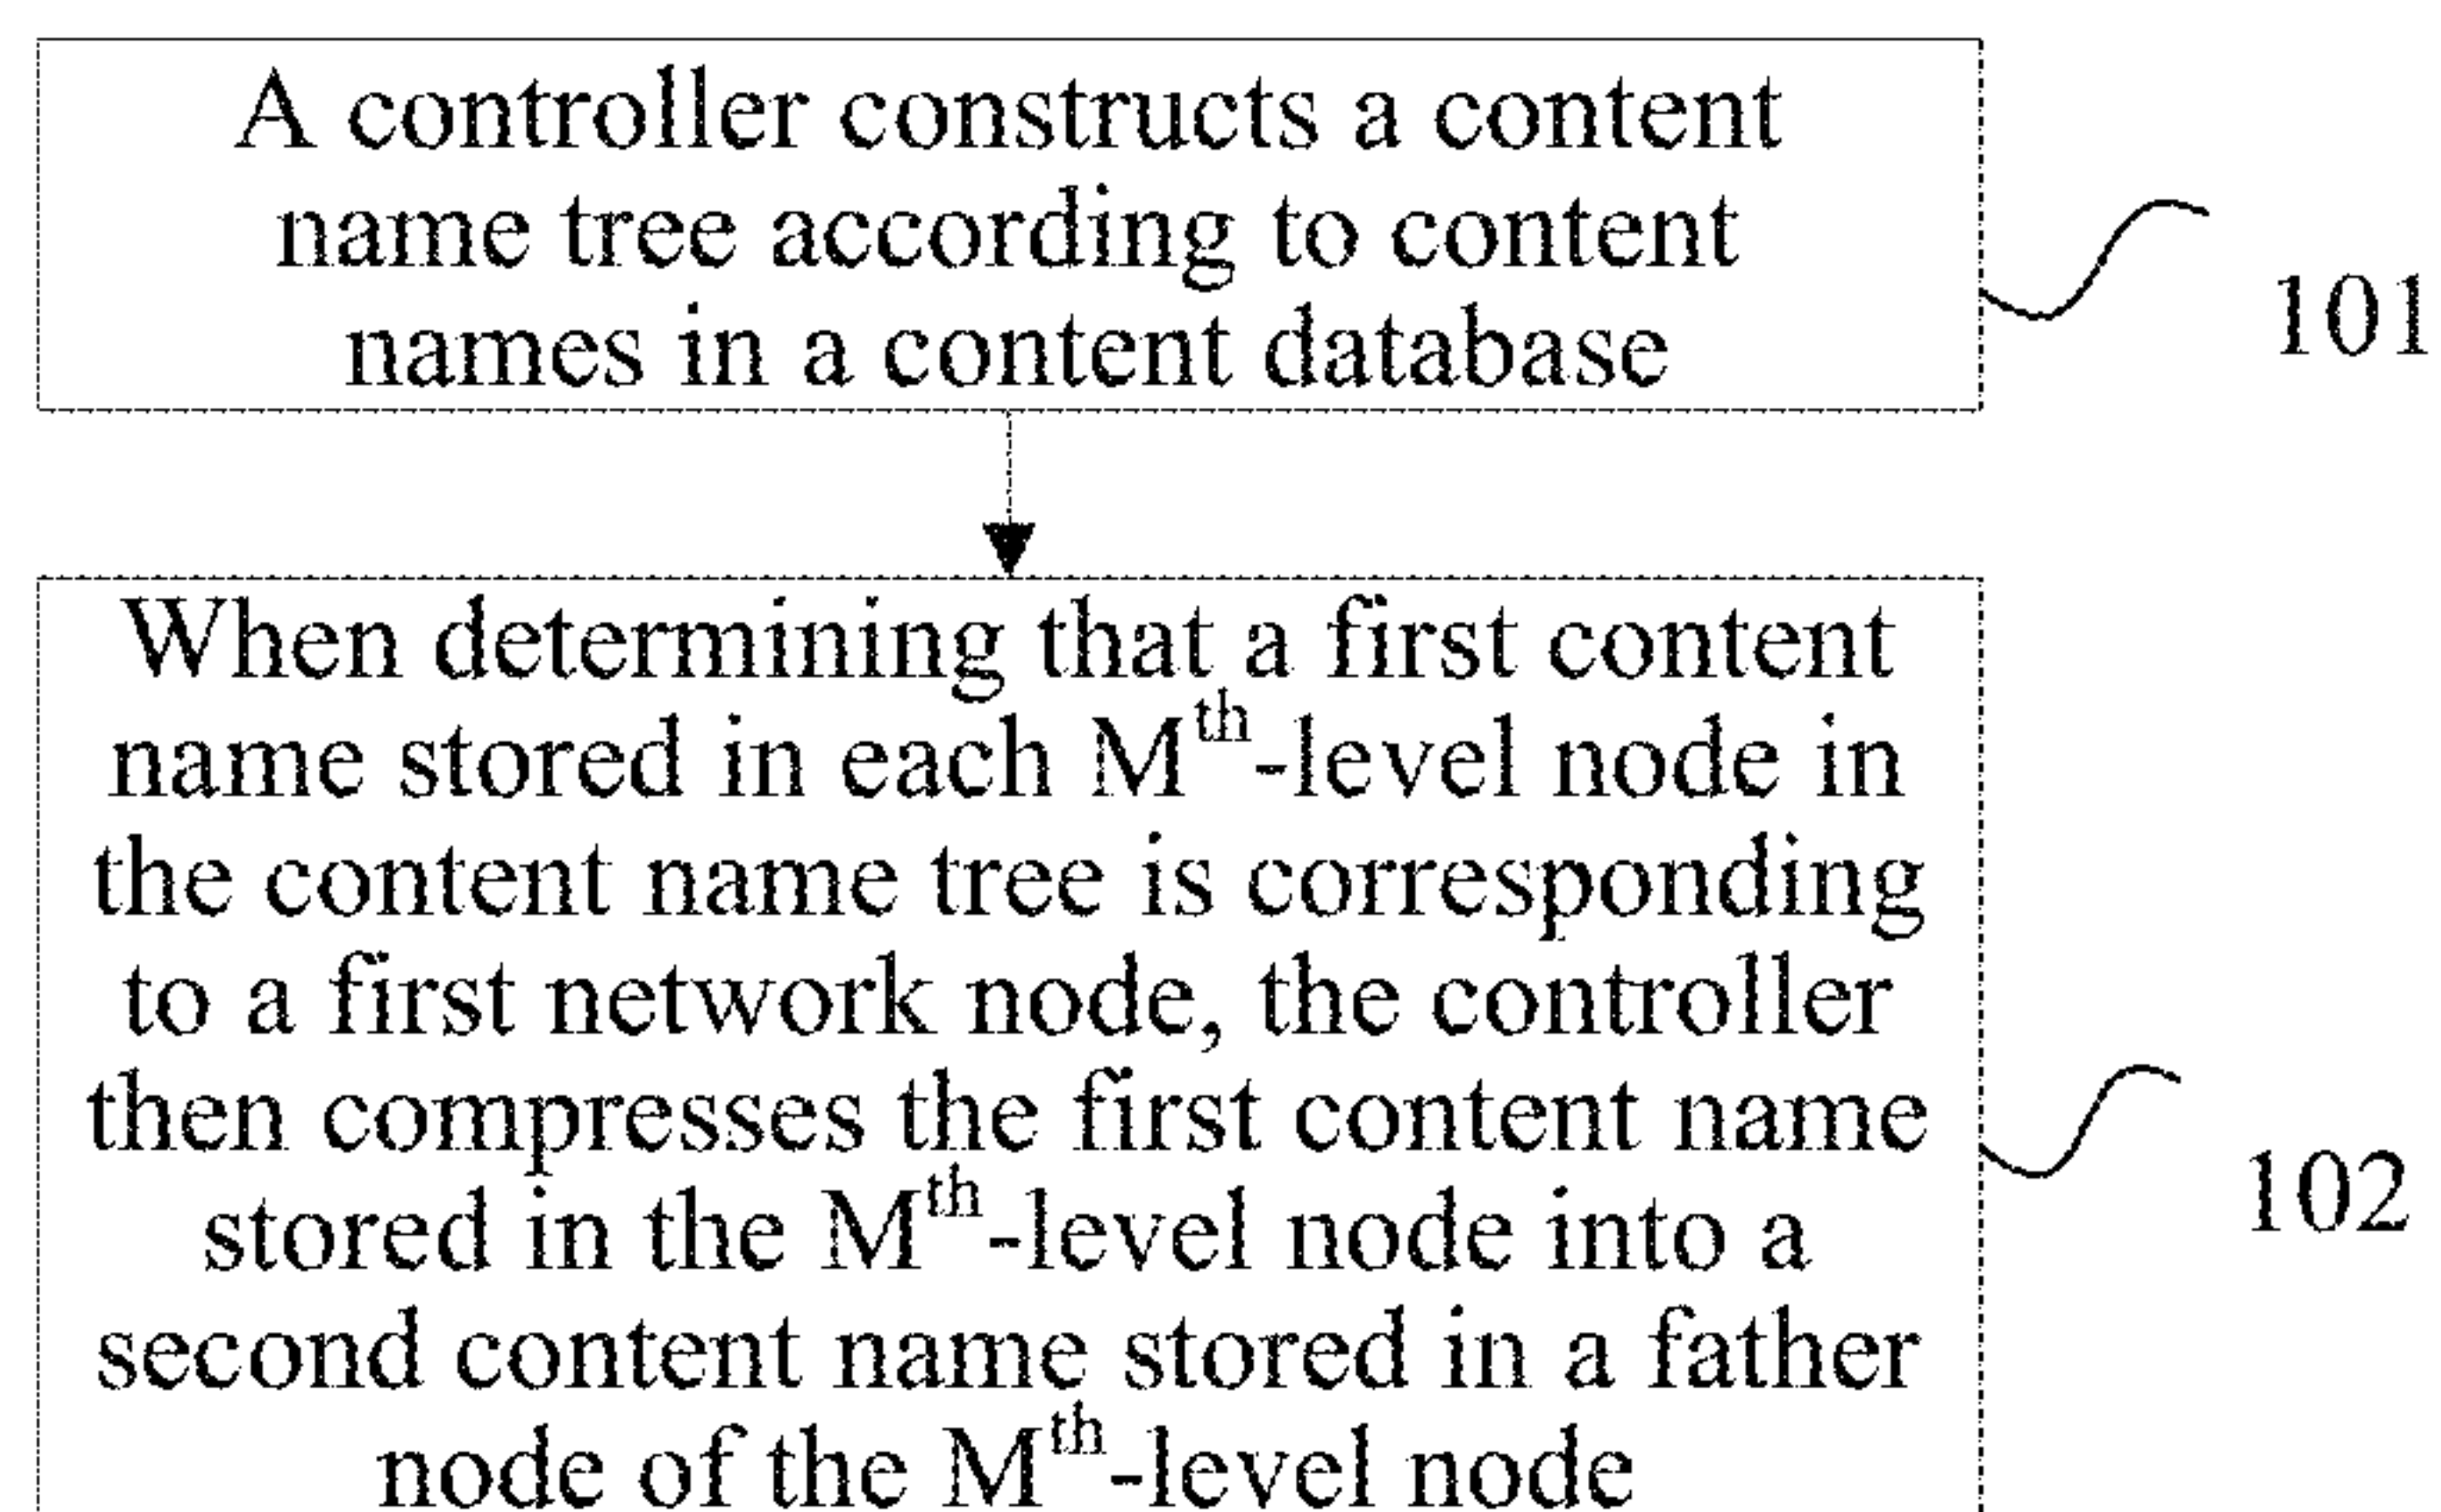 A controller constructs a content
name tree according to content
names in a content database
101
When determining that a first content
name stored in each Mth-level node in
the content name tree is corresponding
to a first network node, the controller
then compresses the first content name
stored in the Mth-level node into a
second content name stored in a father
node of the Mth-level node
102